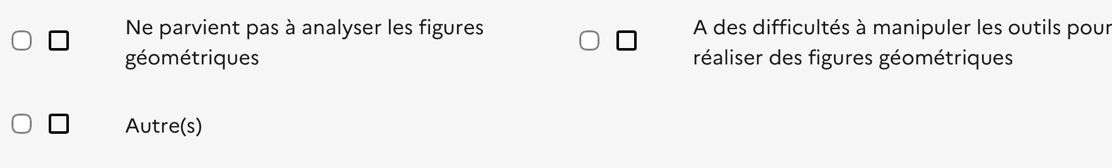 Ne parvient pas à analyser les figures
géométriques
A des difficultés à manipuler les outils pour
réaliser des figures géométriques
Autre(s)